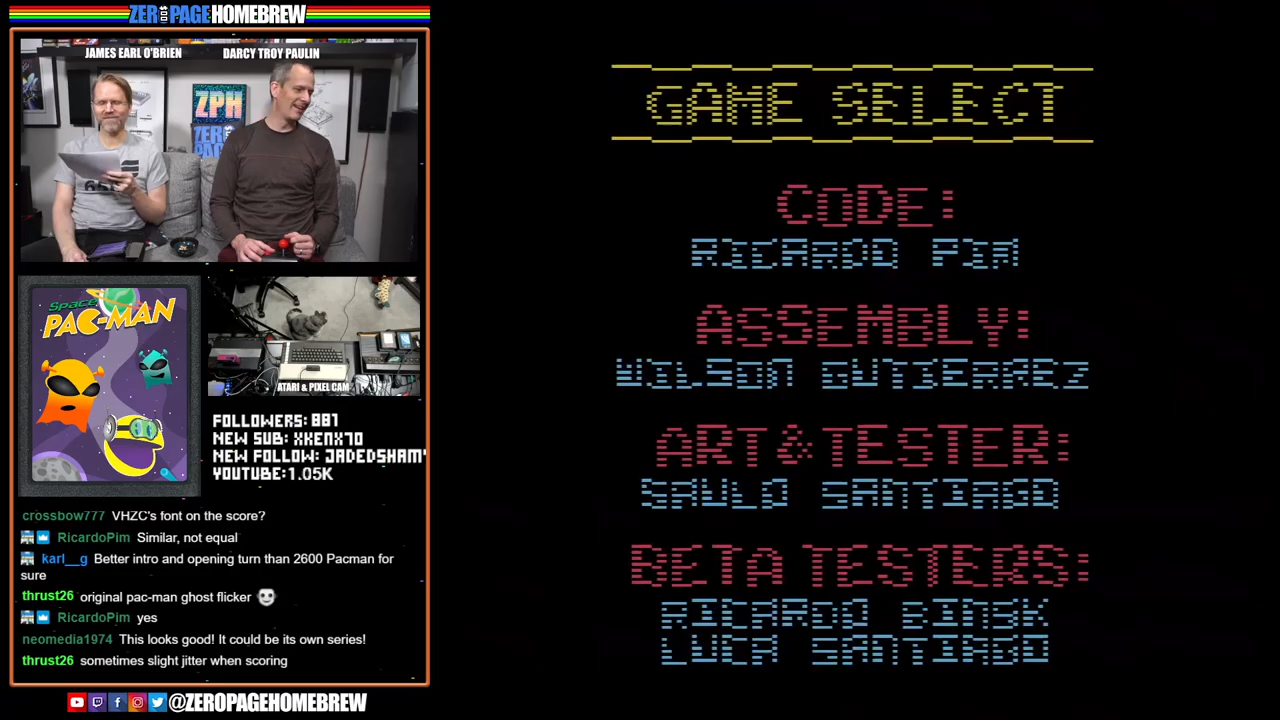 ZEROPAGE HOMEBREW
JAMES EARL O'BRIEN
DARCY TROY PAULIN
ZPH
ZERO
Space
PAC-MAN
ATARI & PIXEL CAM
FOLLOWERS: 881
NEW SUB: XKENX70
NEW FOLLOW: JADEDSHAM
YOUTUBE:1.05K
crossbow777 VHZC's font on the score?
RicardoPim Similar, not equal
karl__g Better intro and opening turn than 2600 Pacman for
sure
thrust26 original pac-man ghost flicker
RicardoPim yes
neomedia1974 This looks good! It could be its own series!
thrust26 sometimes slight jitter when scoring
@ZEROPAGEHOMEBREW
GAME SELECT
CODE:
RICARDO PIM
ASSEMBLY:
WILSON GUTIERREZ
ART&TESTER:
SAULO SANTIAGO
BETA TESTERS:
RICARDO BINSK
LUCA SANTIAGO